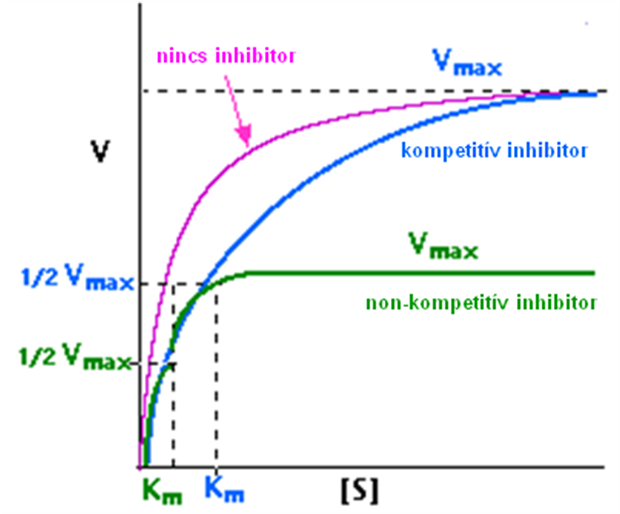 nincs inhibitor
Vmax
V
kompetitív inhibitor
Vmax
1/2 Vmax
non-kompetitív inhibitor
1/2 Vmax
Km Km [S]